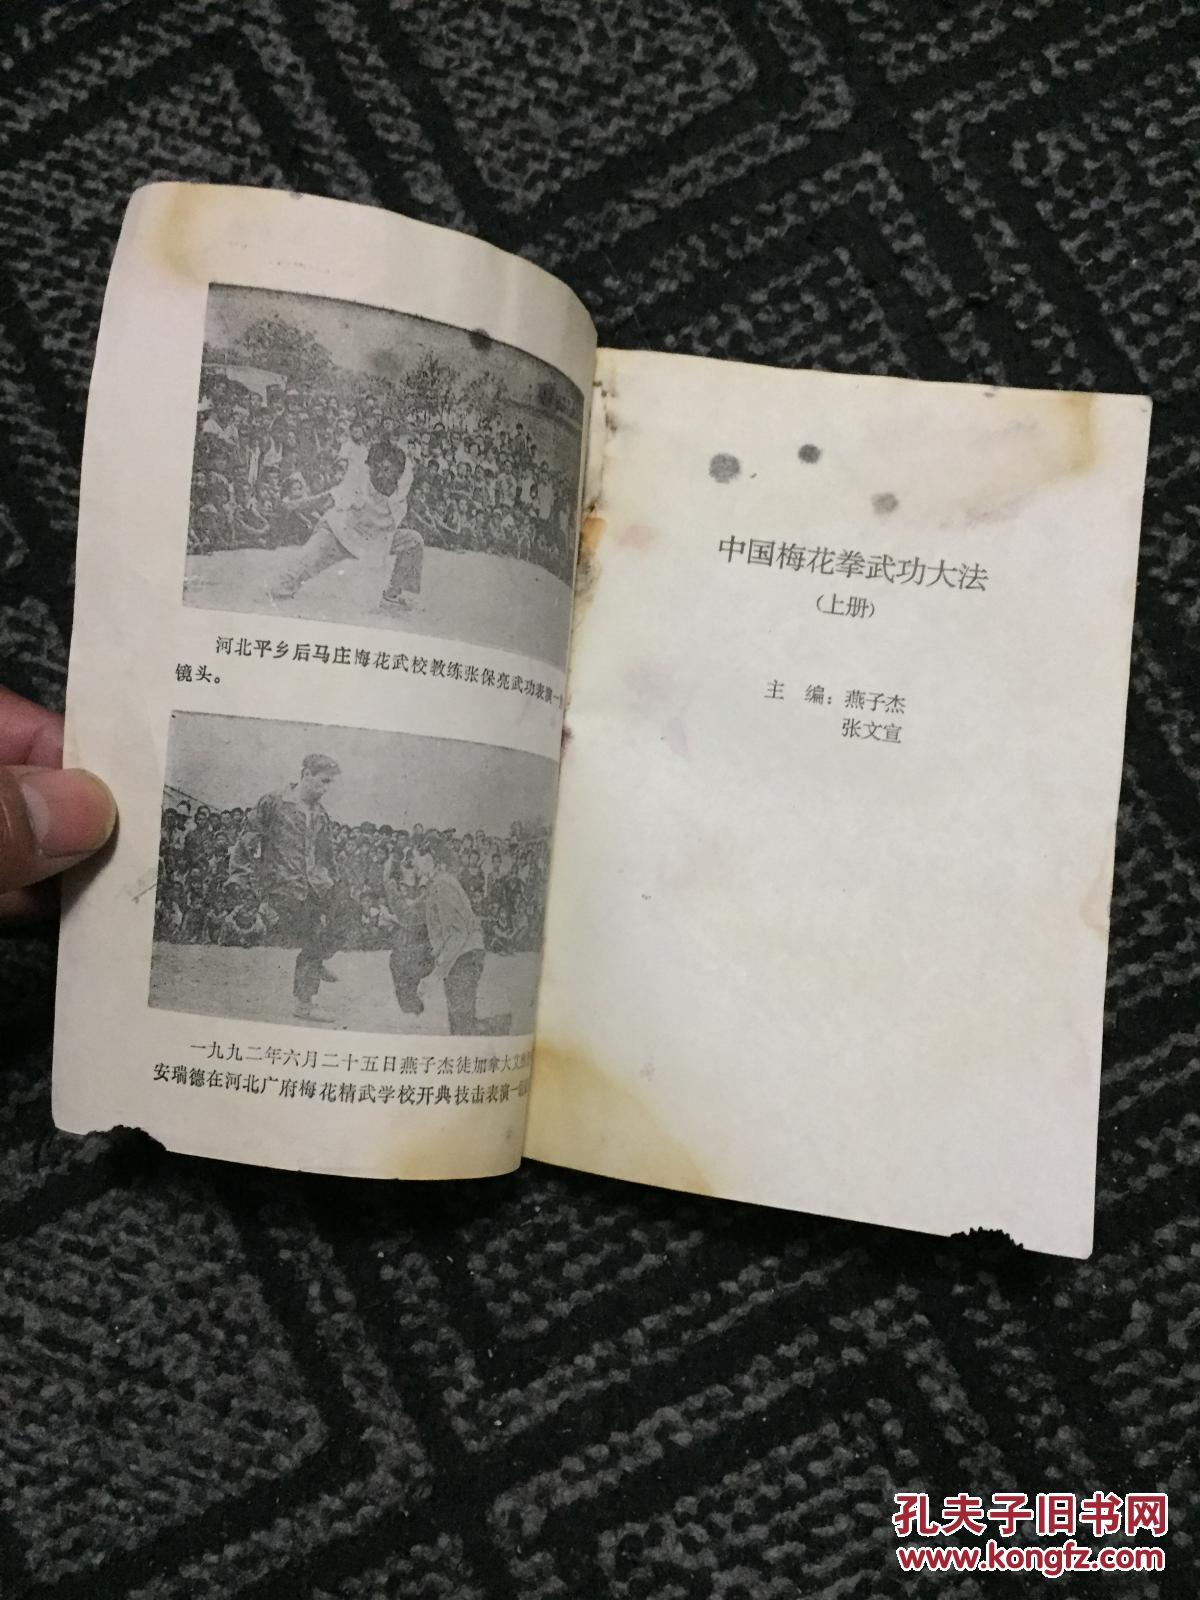 河北平乡后马庄梅花武校教练张保亮武功表演一
镜头。
一九九二年六月二十五日燕子杰徒加拿大艾
安瑞德在河北广府梅花精武学校开典技击表演一
中国梅花拳武功大法
（上册）
主 编：燕子杰
张文宣
孔夫子旧书网
www.kongfz.com